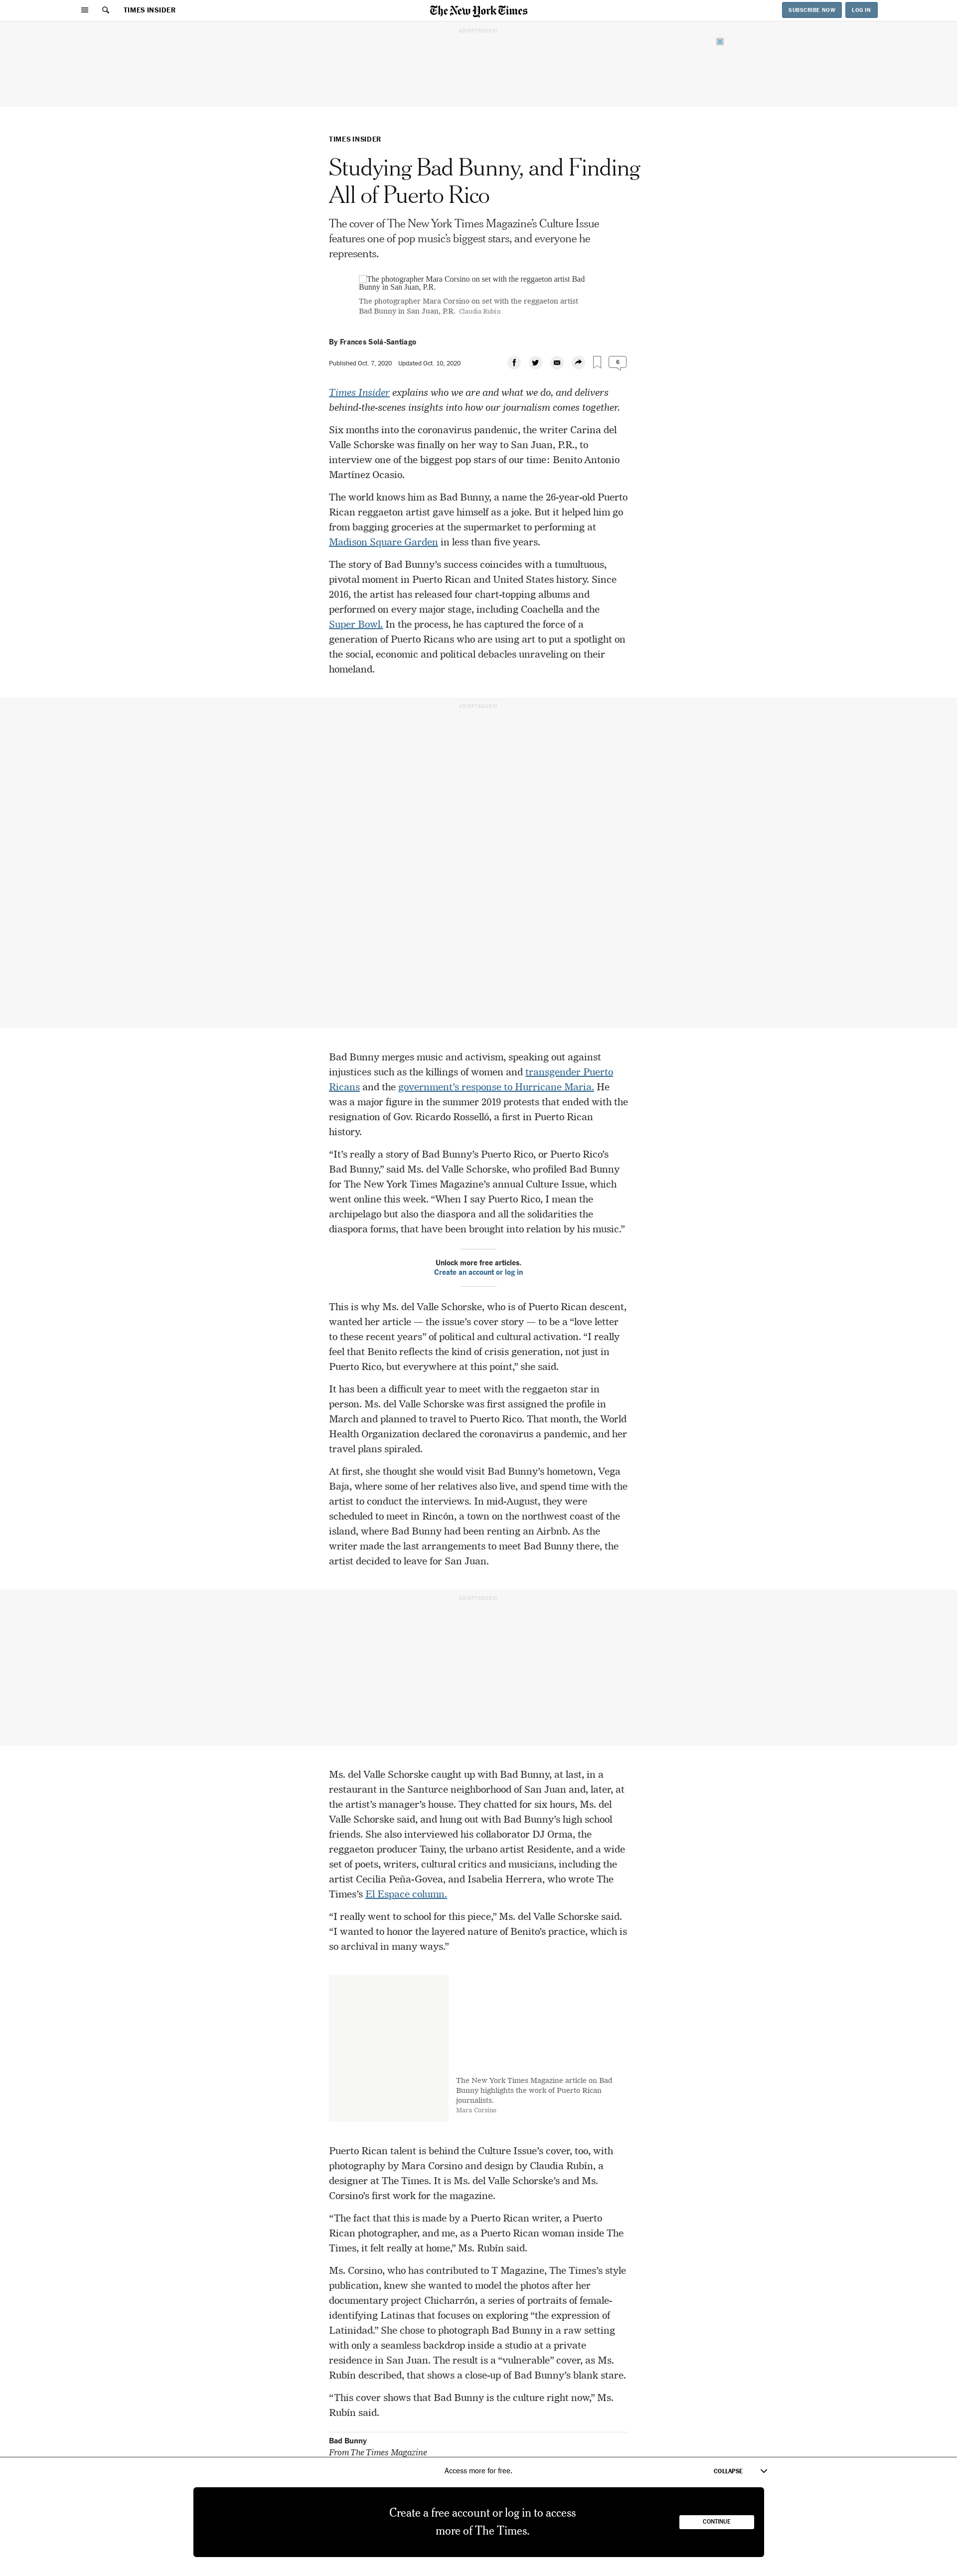 TIMES INSIDER
The New York Times
SUBSCRIBE NOW
LOG IN
ADVERTISEMENT
TIMES INSIDER
Studying Bad Bunny, and Finding
All of Puerto Rico
The cover of The New York Times Magazine’s Culture Issue
features one of pop music’s biggest stars, and everyone he
represents.
The photographer Mara Corsino on set with the reggaeton artist Bad
Bunny in San Juan, P.R.
The photographer Mara Corsino on set with the reggaeton artist
Bad Bunny in San Juan, P.R. Claudia Rubín
By Frances Solá-Santiago
Published Oct. 7, 2020 Updated Oct. 10, 2020
6
Times Insider explains who we are and what we do, and delivers
behind-the-scenes insights into how our journalism comes together.
Six months into the coronavirus pandemic, the writer Carina del
Valle Schorske was finally on her way to San Juan, P.R., to
interview one of the biggest pop stars of our time: Benito Antonio
Martínez Ocasio.
The world knows him as Bad Bunny, a name the 26-year-old Puerto
Rican reggaeton artist gave himself as a joke. But it helped him go
from bagging groceries at the supermarket to performing at
Madison Square Garden in less than five years.
The story of Bad Bunny’s success coincides with a tumultuous,
pivotal moment in Puerto Rican and United States history. Since
2016, the artist has released four chart-topping albums and
performed on every major stage, including Coachella and the
Super Bowl. In the process, he has captured the force of a
generation of Puerto Ricans who are using art to put a spotlight on
the social, economic and political debacles unraveling on their
homeland.
ADVERTISEMENT
Bad Bunny merges music and activism, speaking out against
injustices such as the killings of women and transgender Puerto
Ricans and the government’s response to Hurricane Maria. He
was a major figure in the summer 2019 protests that ended with the
resignation of Gov. Ricardo Rosselló, a first in Puerto Rican
history.
“It’s really a story of Bad Bunny’s Puerto Rico, or Puerto Rico’s
Bad Bunny,” said Ms. del Valle Schorske, who profiled Bad Bunny
for The New York Times Magazine’s annual Culture Issue, which
went online this week. “When I say Puerto Rico, I mean the
archipelago but also the diaspora and all the solidarities the
diaspora forms, that have been brought into relation by his music.”
Unlock more free articles.
Create an account or log in
This is why Ms. del Valle Schorske, who is of Puerto Rican descent,
wanted her article — the issue’s cover story — to be a “love letter
to these recent years” of political and cultural activation. “I really
feel that Benito reflects the kind of crisis generation, not just in
Puerto Rico, but everywhere at this point,” she said.
It has been a difficult year to meet with the reggaeton star in
person. Ms. del Valle Schorske was first assigned the profile in
March and planned to travel to Puerto Rico. That month, the World
Health Organization declared the coronavirus a pandemic, and her
travel plans spiraled.
At first, she thought she would visit Bad Bunny’s hometown, Vega
Baja, where some of her relatives also live, and spend time with the
artist to conduct the interviews. In mid-August, they were
scheduled to meet in Rincón, a town on the northwest coast of the
island, where Bad Bunny had been renting an Airbnb. As the
writer made the last arrangements to meet Bad Bunny there, the
artist decided to leave for San Juan.
ADVERTISEMENT
Ms. del Valle Schorske caught up with Bad Bunny, at last, in a
restaurant in the Santurce neighborhood of San Juan and, later, at
the artist’s manager’s house. They chatted for six hours, Ms. del
Valle Schorske said, and hung out with Bad Bunny’s high school
friends. She also interviewed his collaborator DJ Orma, the
reggaeton producer Tainy, the urbano artist Residente, and a wide
set of poets, writers, cultural critics and musicians, including the
artist Cecilia Peña-Govea, and Isabelia Herrera, who wrote The
Times’s El Espace column.
“I really went to school for this piece,” Ms. del Valle Schorske said.
“I wanted to honor the layered nature of Benito’s practice, which is
so archival in many ways.”
The New York Times Magazine article on Bad
Bunny highlights the work of Puerto Rican
journalists.
Mara Corsino
Puerto Rican talent is behind the Culture Issue’s cover, too, with
photography by Mara Corsino and design by Claudia Rubín, a
designer at The Times. It is Ms. del Valle Schorske’s and Ms.
Corsino’s first work for the magazine.
“The fact that this is made by a Puerto Rican writer, a Puerto
Rican photographer, and me, as a Puerto Rican woman inside The
Times, it felt really at home,” Ms. Rubín said.
Ms. Corsino, who has contributed to T Magazine, The Times’s style
publication, knew she wanted to model the photos after her
documentary project Chicharrón, a series of portraits of female-
identifying Latinas that focuses on exploring “the expression of
Latinidad.” She chose to photograph Bad Bunny in a raw setting
with only a seamless backdrop inside a studio at a private
residence in San Juan. The result is a “vulnerable” cover, as Ms.
Rubín described, that shows a close-up of Bad Bunny’s blank stare.
“This cover shows that Bad Bunny is the culture right now,” Ms.
Rubín said.
Bad Bunny
From The Times Magazine
Access more for free.
COLLAPSE
Create a free account or log in to access
more of The Times.
CONTINUE